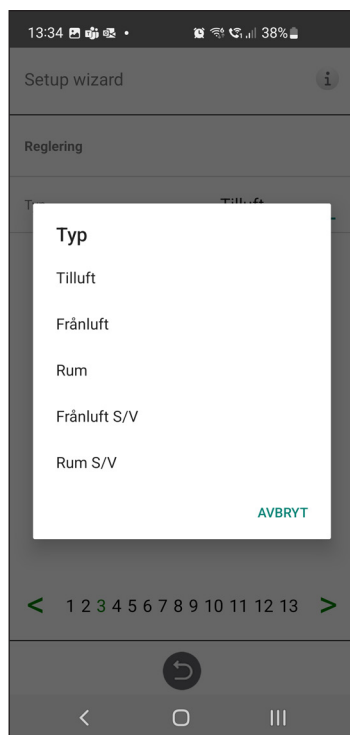 13:34 38%
Setup wizard i
Reglering
Typ Tilluft
Typ
Tilluft
Frånluft
Rum
Frånluft S/V
Rum S/V
AVBRYT
< 1 2 3 4 5 6 7 8 9 10 11 12 13 >